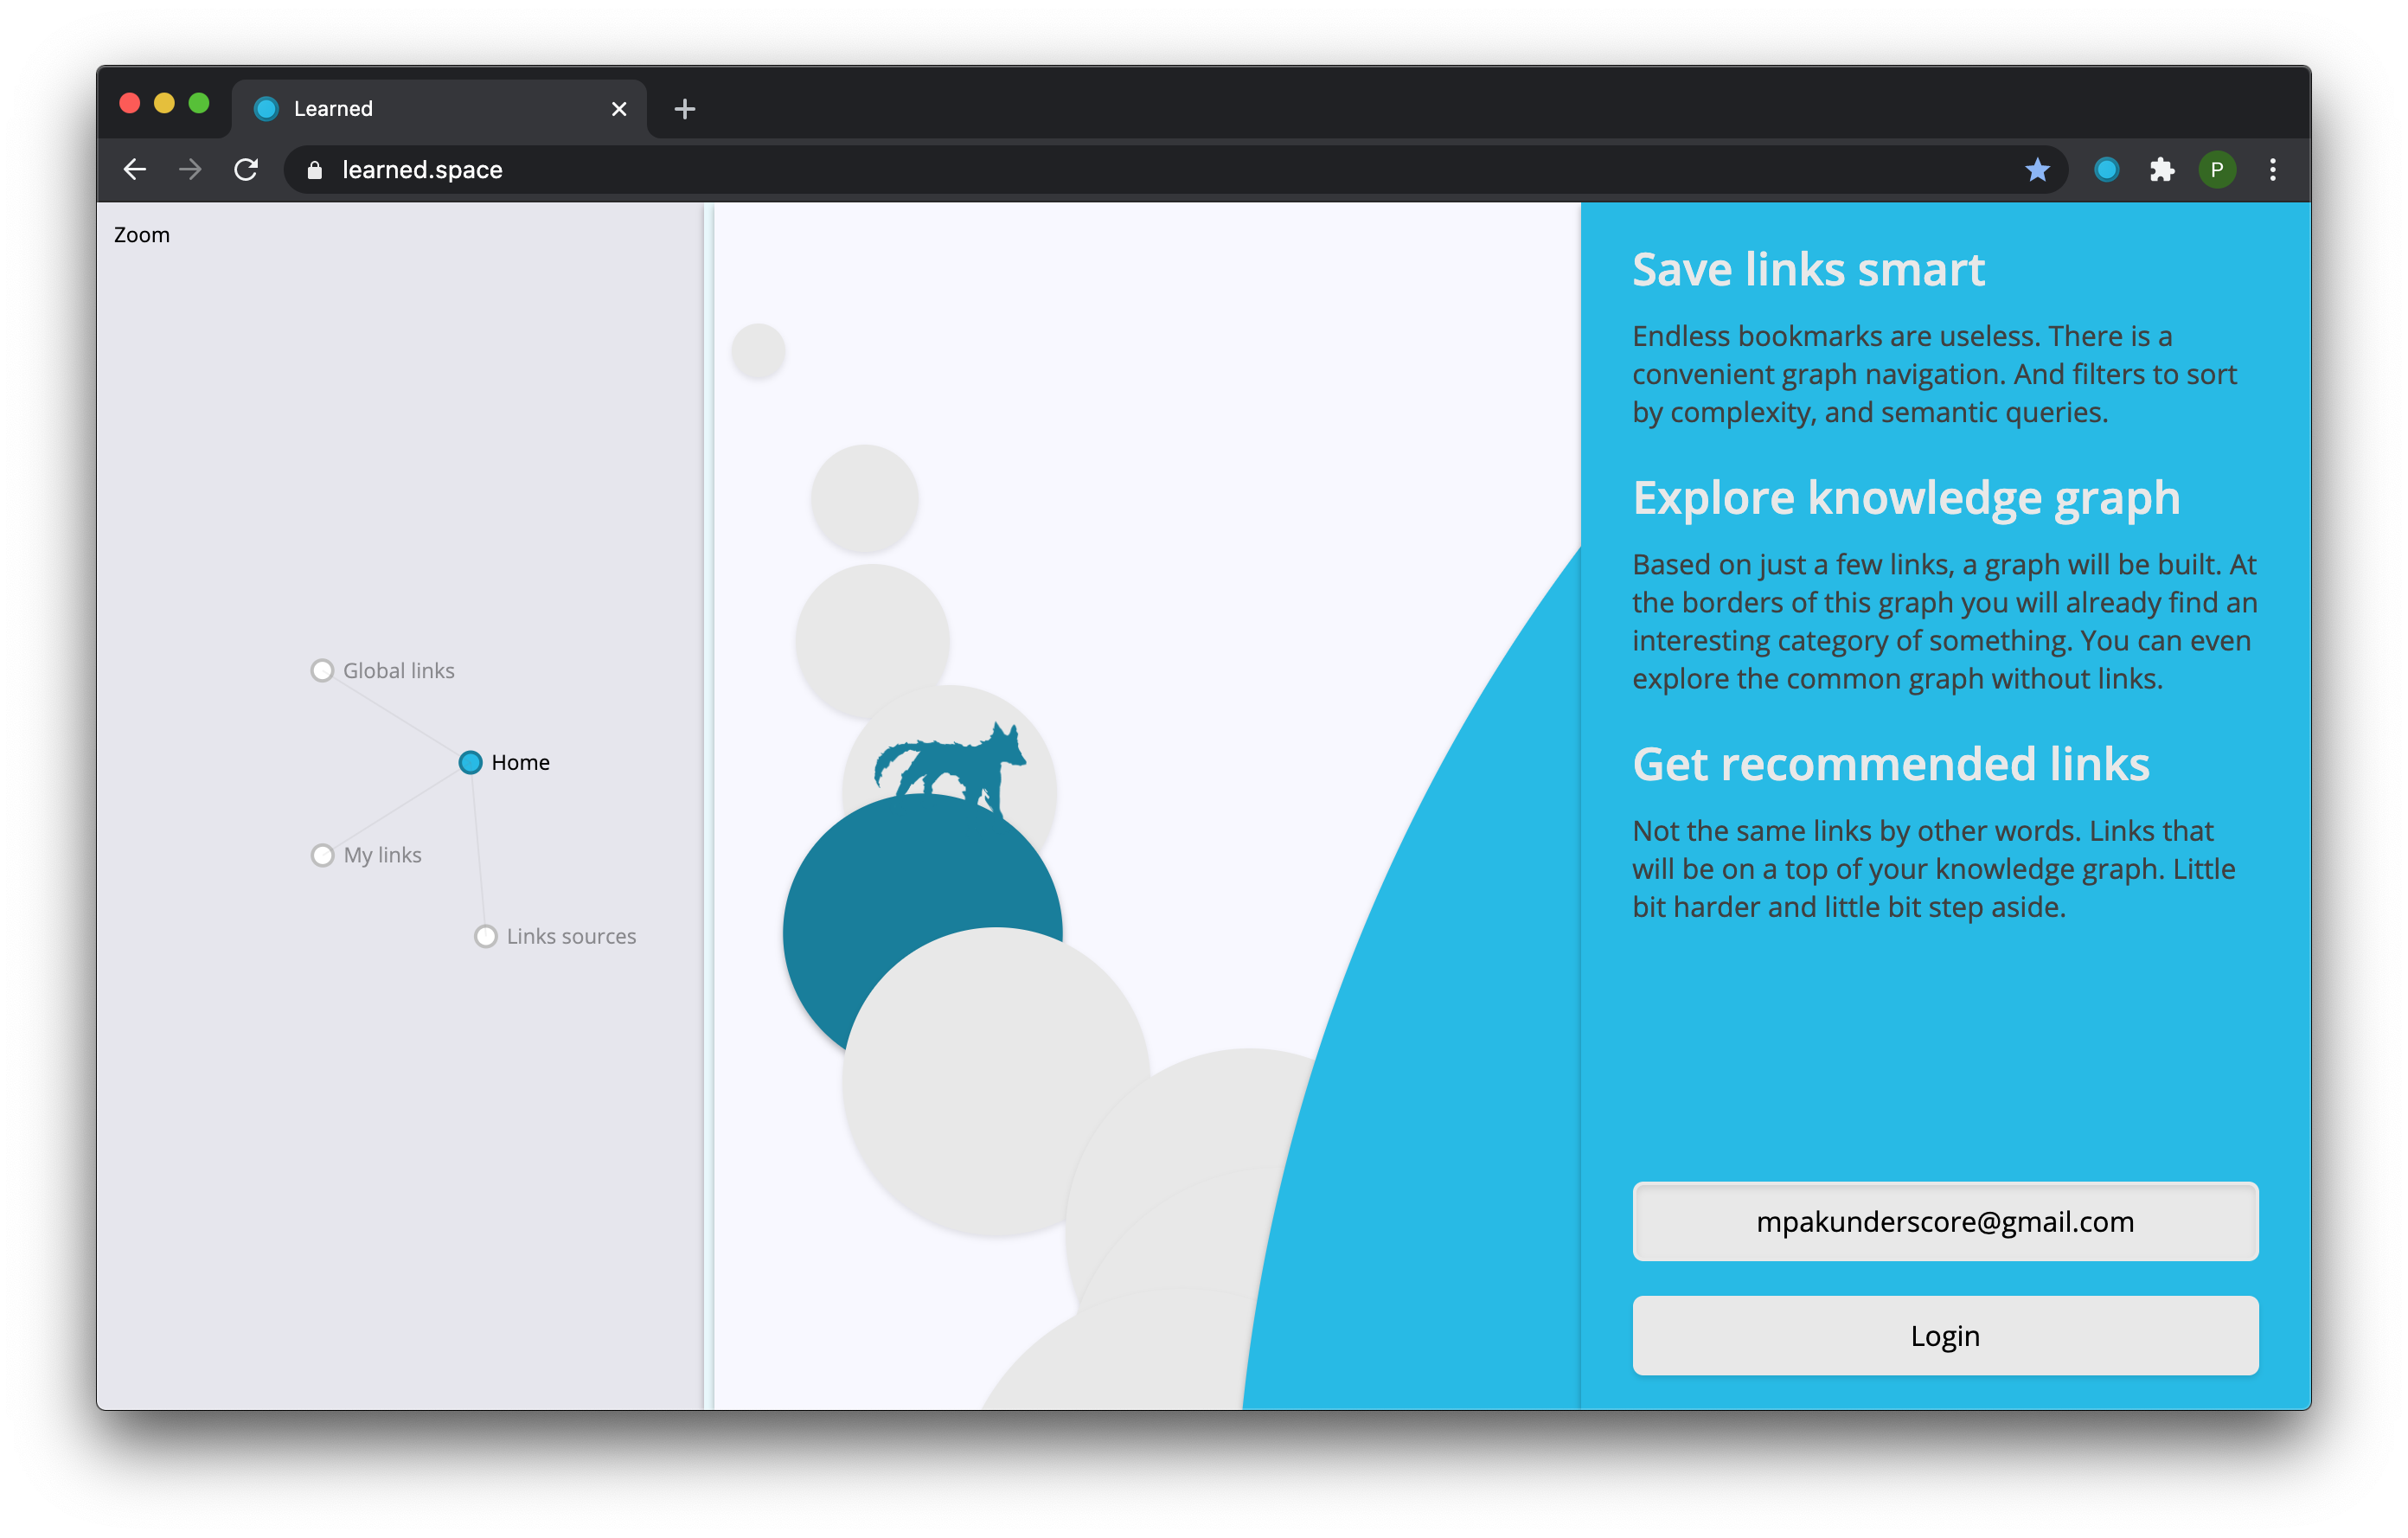 Learned
learned.space
P
Zoom
Global links
Home
My links
Links sources
Save links smart
Endless bookmarks are useless. There is a
convenient graph navigation. And filters to sort
by complexity, and semantic queries.
Explore knowledge graph
Based on just a few links, a graph will be built. At
the borders of this graph you will already find an
interesting category of something. You can even
explore the common graph without links.
Get recommended links
Not the same links by other words. Links that
will be on a top of your knowledge graph. Little
bit harder and little bit step aside.
mpakunderscore@gmail.com
Login